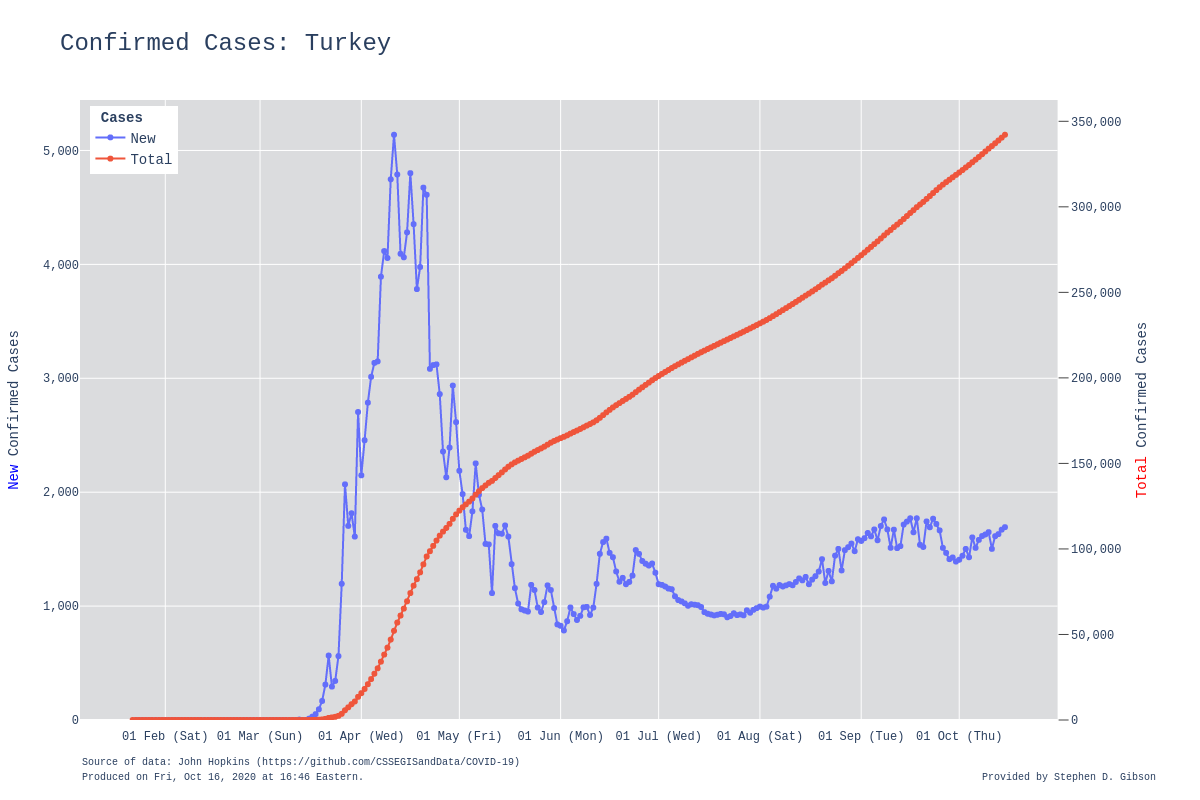 Confirmed Cases: Turkey
Cases
New
Total
5,000
4,000
3,000
2,000
1,000
0
350,000
300,000
250,000
200,000
150,000
100,000
50,000
0
New Confirmed Cases
Total Confirmed Cases
01 Feb (Sat) 01 Mar (Sun) 01 Apr (Wed) 01 May (Fri) 01 Jun (Mon) 01 Jul (Wed) 01 Aug (Sat) 01 Sep (Tue) 01 Oct (Thu)
Source of data: John Hopkins (https://github.com/CSSEGISandData/COVID-19)
Produced on Fri, Oct 16, 2020 at 16:46 Eastern.
Provided by Stephen D. Gibson